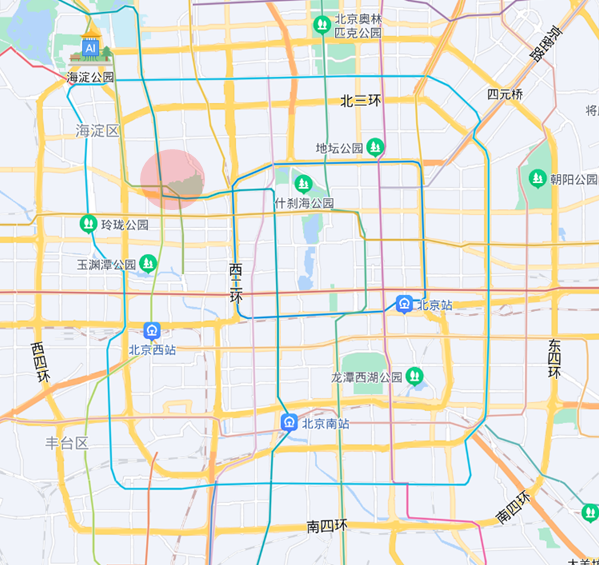 北京奥林
匹克公园
京密路
AI
海淀公园
四元桥
北三环
将
海淀区
地坛公园
朝阳公园
什刹海公园
玲珑公园
玉渊潭公园
西二环
北京站
北京西站
西四环
东四环
龙潭西湖公园
北京南站
丰台区
南四环
南四环